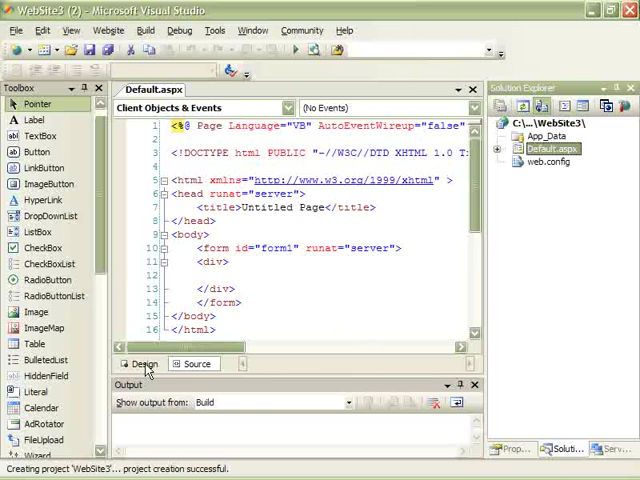 WebSite3 (2) - Microsoft Visual Studio
File Edit View Website Build Debug Tools Window Community Help
Toolbox
Pointer
Label
TextBox
Button
LinkButton
ImageButton
HyperLink
DropDownList
ListBox
CheckBox
CheckBoxList
RadioButton
RadioButtonList
Image
ImageMap
Table
BulletedList
HiddenField
Literal
Calendar
AdRotator
FileUpload
Wizard
Default.aspx
Client Objects & Events (No Events)
1 <%@ Page Language="VB" AutoEventWireup="false"
2
3 <!DOCTYPE html PUBLIC "-//W3C//DTD XHTML 1.0 T
4
5 <html xmlns="http://www.w3.org/1999/xhtml" >
6 <head runat="server">
7 <title>Untitled Page</title>
8 </head>
9 <body>
10 <form id="form1" runat="server">
11 <div>
12
13 </div>
14 </form>
15 </body>
16 </html>
Design Source
Output
Show output from: Build
Solution Explorer
C:\...\WebSite3\
App_Data
Default.aspx
web.config
Prop... Soluti... Serv...
Creating project 'WebSite3'... project creation successful.